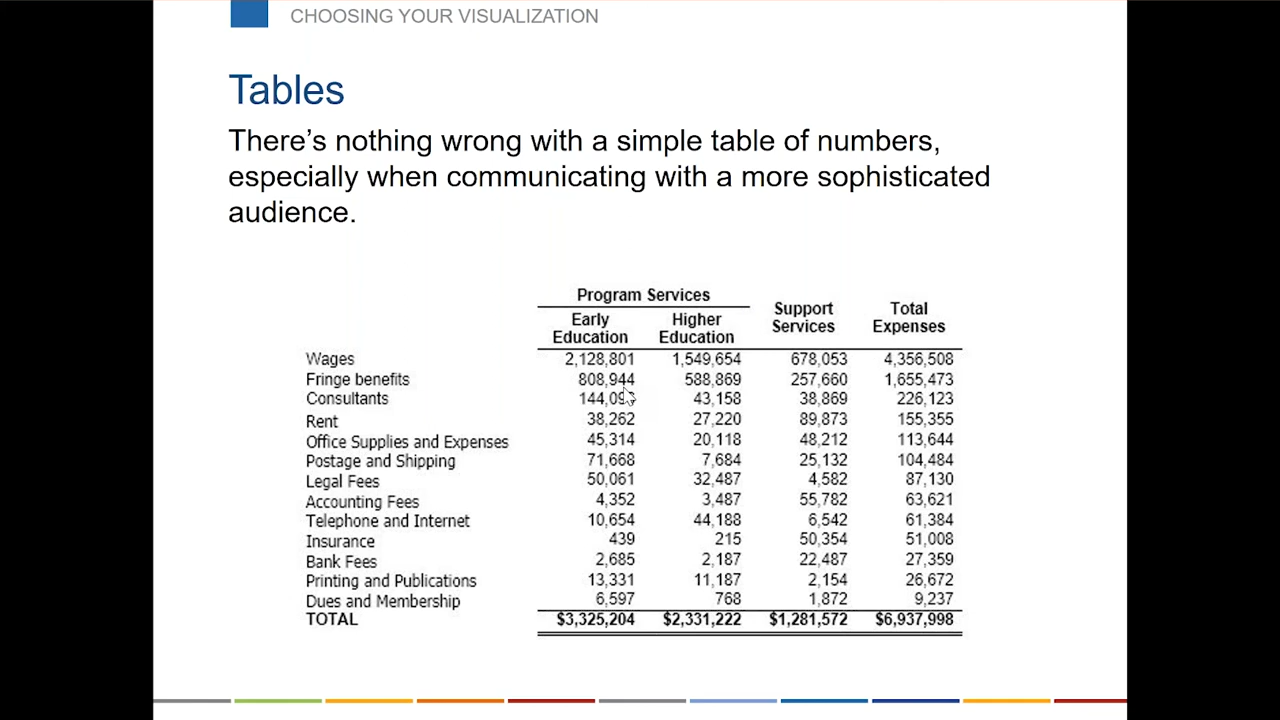 CHOOSING YOUR VISUALIZATION
Tables
There's nothing wrong with a simple table of numbers,
especially when communicating with a more sophisticated
audience.
Program Services
Early Education Higher Education Support Services Total Expenses
Wages 2,128,801 1,549,654 678,053 4,356,508
Fringe benefits 808,944 588,869 257,660 1,655,473
Consultants 43,158 38,869 226,123
Rent 38,262 27,220 89,873 155,355
Office Supplies and Expenses 45,314 20,118 48,212 113,644
Postage and Shipping 71,668 7,684 25,132 104,484
Legal Fees 50,061 32,487 4,582 87,130
Accounting Fees 4,352 3,487 55,782 63,621
Telephone and Internet 10,654 44,188 6,542 61,384
Insurance 439 215 50,354 51,008
Bank Fees 2,685 2,187 22,487 27,359
Printing and Publications 13,331 11,187 2,154 26,672
Dues and Membership 6,597 768 1,872 9,237
TOTAL $3,325,204 $2,331,222 $1,281,572 $6,937,998